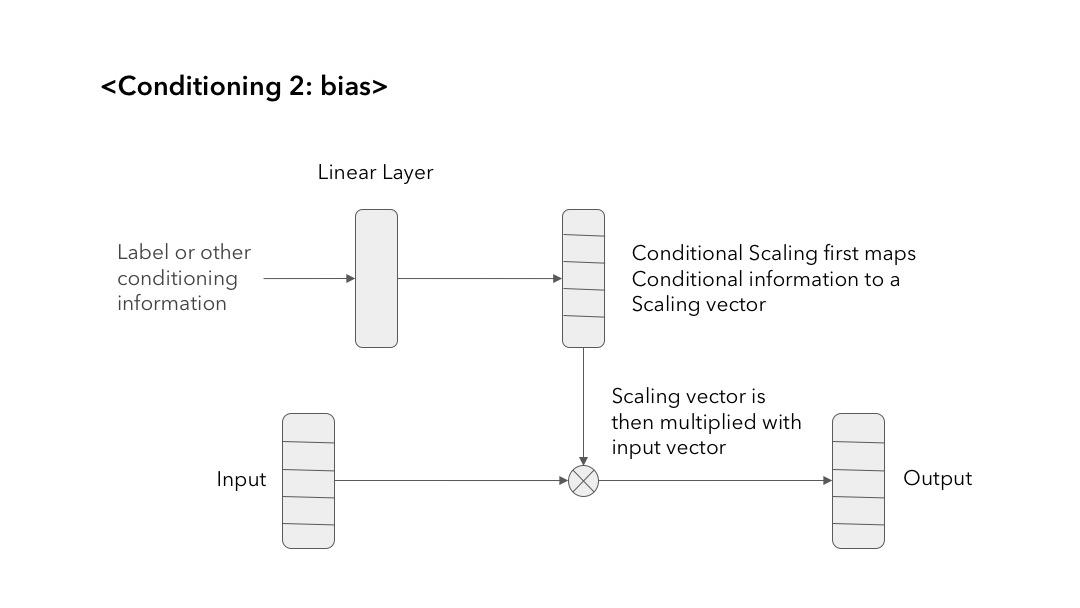 <Conditioning 2: bias>
Linear Layer
Label or other
conditioning
information
Conditional Scaling first maps
Conditional information to a
Scaling vector
Scaling vector is
then multiplied with
input vector
Input
Output